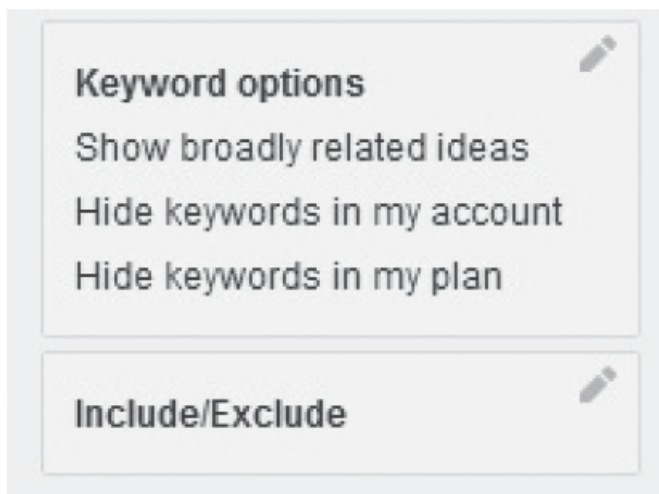 Keyword options
Show broadly related ideas
Hide keywords in my account
Hide keywords in my plan
Include/Exclude